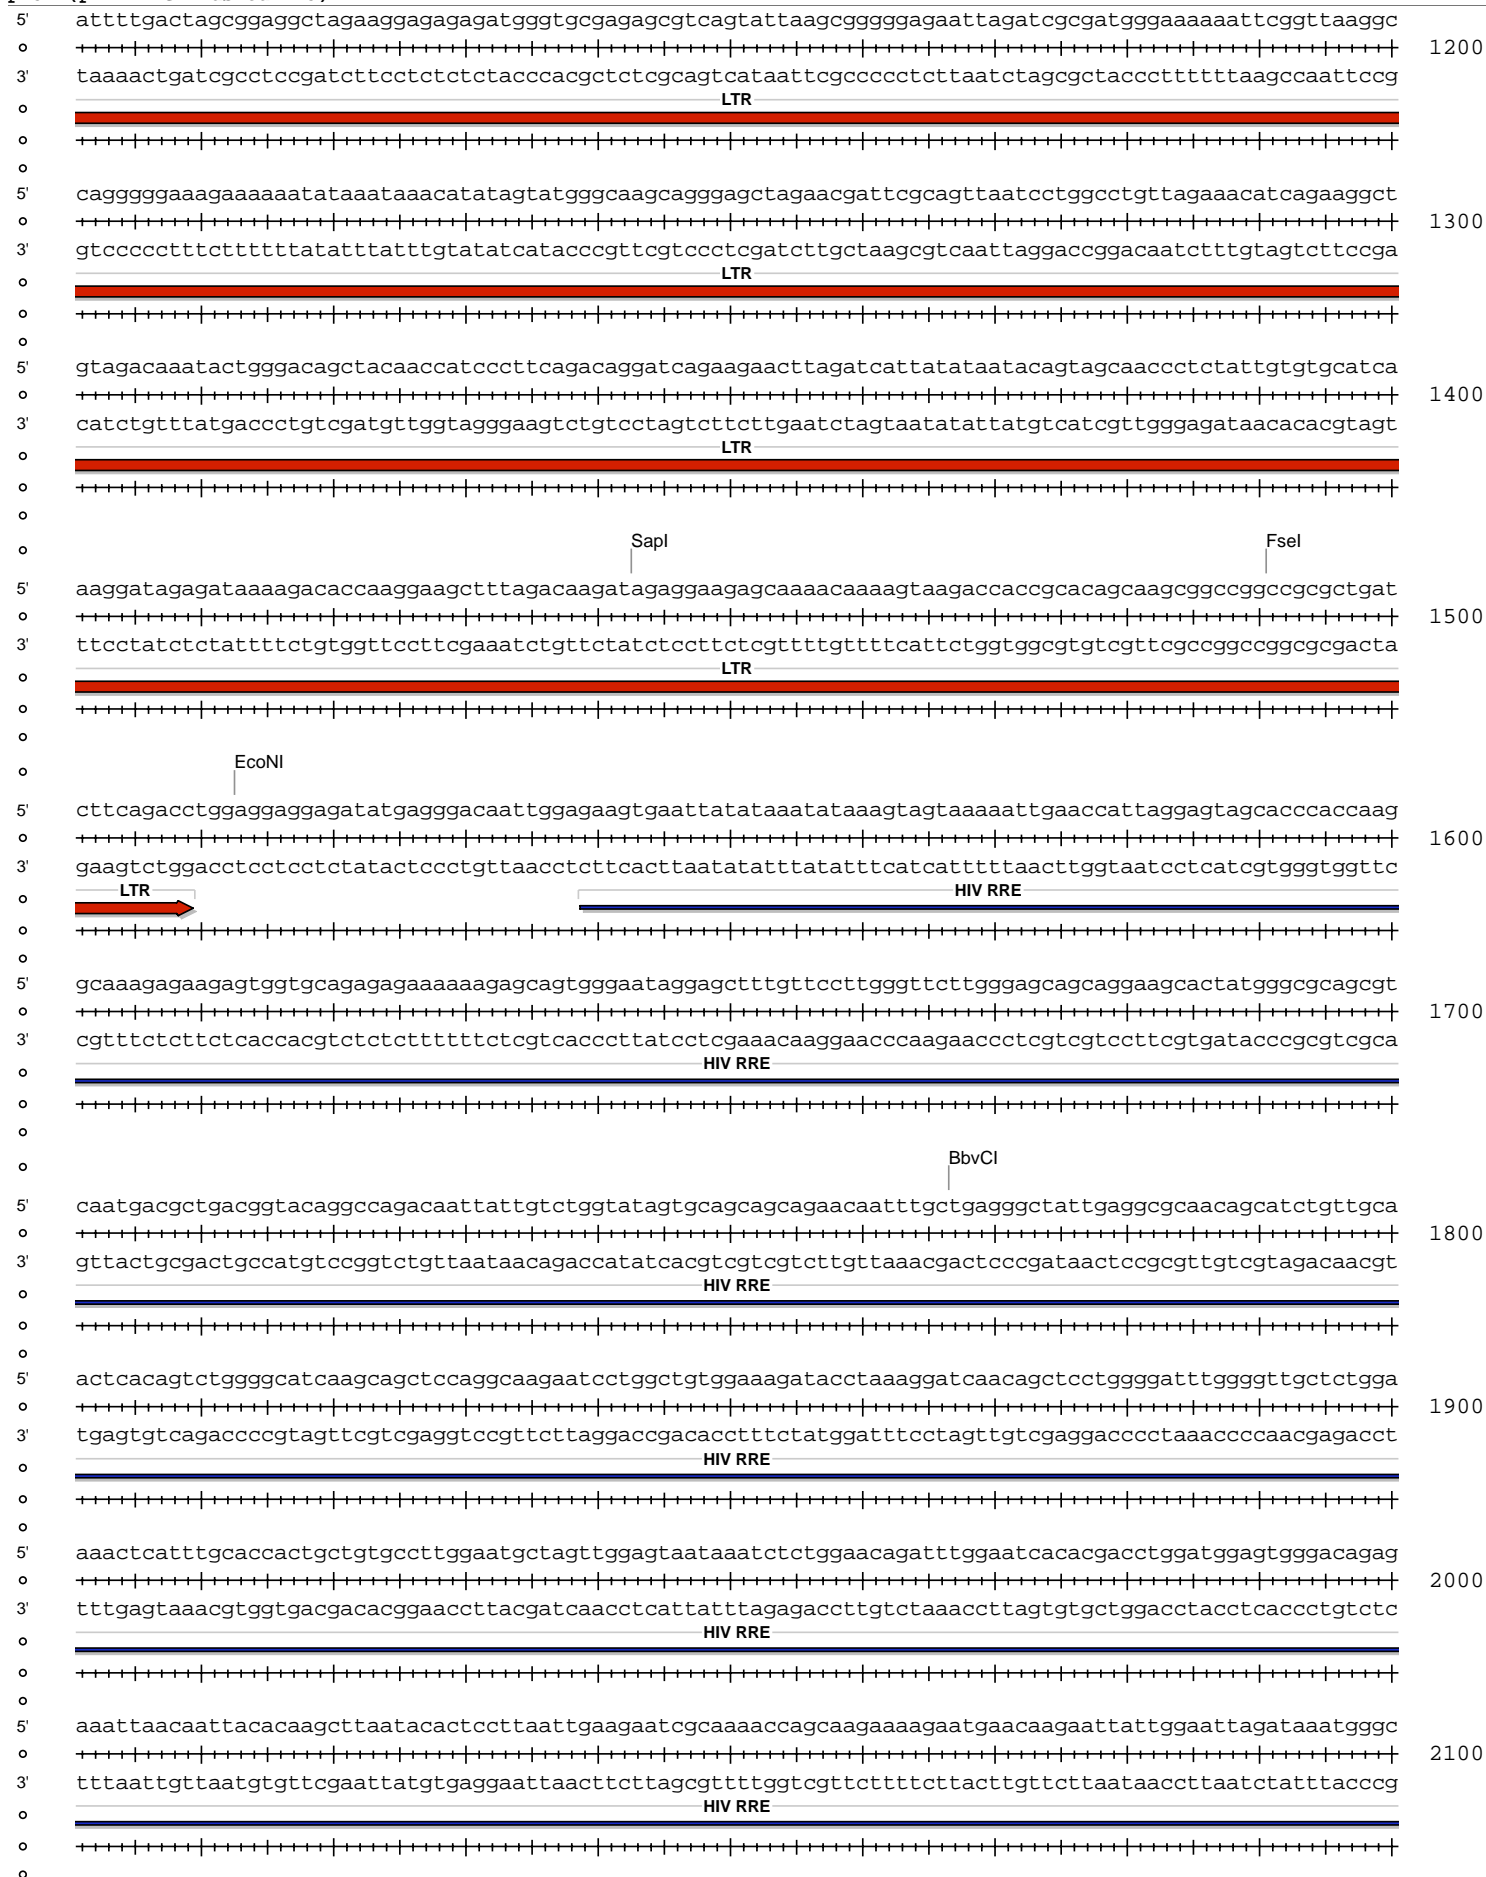 5' attttgactagcggaggctagaaggagagagatgggtgcgagagcgtcagtattaagcgggggagaattagatcgcgatgggaaaaaattcggttaaggc
1200
3' taaaactgatcgcctccgatcttcctctctctacccacgctctcgcagtcataattcgccccctcttaatctagcgctacccttttttaagccaattccg
LTR
5' cagggggaaagaaaaaatataaataaacatatagtatgggcaagcagggagctagaacgattcgcagttaatcctggcctgttagaaacatcagaaggct
1300
3' gtccccctttcttttttatatttatttgtatatcatacccgttcgtccctcgatcttgctaagcgtcaattaggaccggacaatctttgtagtcttccga
LTR
5' gtagacaaatactgggacagctacaaccatcccttcagacaggatcagaagaacttagatcattatataatacagtagcaaccctctattgtgtgcatca
1400
3' catctgtttatgaccctgtcgatgttggtagggaagtctgtcctagtcttcttgaatctagtaatatattatgtcatcgttgggagataacacacgtagt
LTR
SapI FseI
5' aaggatagagataaaagacaccaaggaagctttagacaagatagaggaagagcaaaacaaaagtaagaccaccgcacagcaagcggccggccgcgctgat
1500
3' ttcctatctctattttctgtggttccttcgaaatctgttctatctccttctcgttttgttttcattctggtggcgtgtcgttcgccggccggcgcgacta
LTR
EcoNI
5' cttcagacctggaggaggagatatgagggacaattggagaagtgaattatataaatataaagtagtaaaaattgaaccattaggagtagcacccaccaag
1600
3' gaagtctggacctcctcctctatactccctgttaacctcttcacttaatatatttatatttcatcatttttaacttggtaatcctcatcgtgggtggttc
LTR HIV RRE
5' gcaaagagaagagtggtgcagagagaaaaaagagcagtgggaataggagctttgttccttgggttcttgggagcagcaggaagcactatgggcgcagcgt
1700
3' cgtttctcttctcaccacgtctctcttttttctcgtcacccttatcctcgaaacaaggaacccaagaaccctcgtcgtccttcgtgatacccgcgtcgca
HIV RRE
BbvCI
5' caatgacgctgacggtacaggccagacaattattgtctggtatagtgcagcagcagaacaatttgctgagggctattgaggcgcaacagcatctgttgca
1800
3' gttactgcgactgccatgtccggtctgttaataacagaccatatcacgtcgtcgtcttgttaaacgactcccgataactccgcgttgtcgtagacaacgt
HIV RRE
5' actcacagtctggggcatcaagcagctccaggcaagaatcctggctgtggaaagatacctaaaggatcaacagctcctggggatttggggttgctctgga
1900
3' tgagtgtcagaccccgtagttcgtcgaggtccgttcttaggaccgacacctttctatggatttcctagttgtcgaggacccctaaaccccaacgagacct
HIV RRE
5' aaactcatttgcaccactgctgtgccttggaatgctagttggagtaataaatctctggaacagatttggaatcacacgacctggatggagtgggacagag
2000
3' tttgagtaaacgtggtgacgacacggaaccttacgatcaacctcattatttagagaccttgtctaaaccttagtgtgctggacctacctcaccctgtctc
HIV RRE
5' aaattaacaattacacaagcttaatacactccttaattgaagaatcgcaaaaccagcaagaaaagaatgaacaagaattattggaattagataaatgggc
2100
3' tttaattgttaatgtgttcgaattatgtgaggaattaacttcttagcgttttggtcgttcttttcttacttgttcttaataaccttaatctatttacccg
HIV RRE